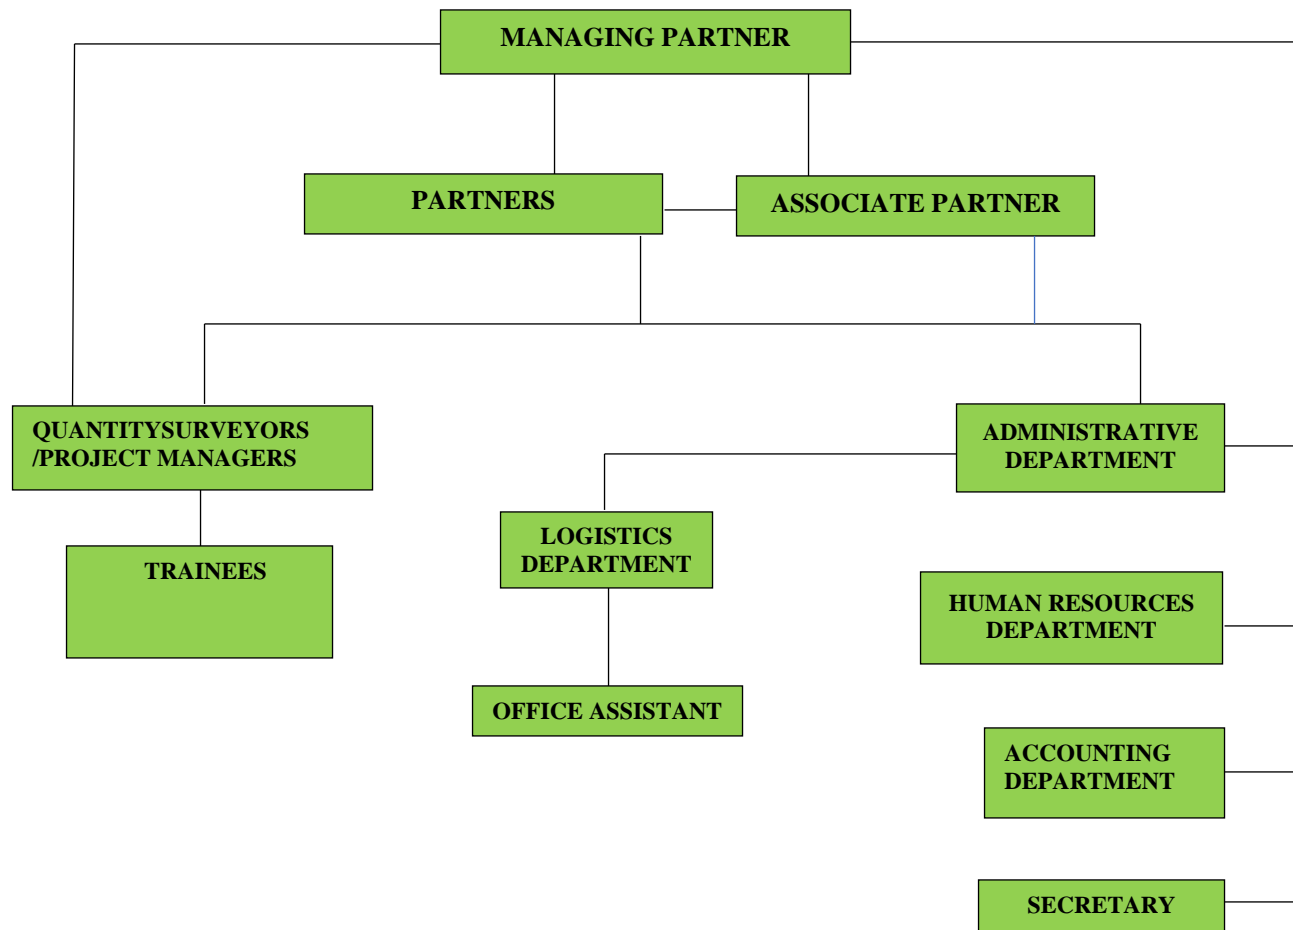 MANAGING PARTNER
PARTNERS
ASSOCIATE PARTNER
QUANTITYSURVEYORS
/PROJECT MANAGERS
ADMINISTRATIVE
DEPARTMENT
LOGISTICS
DEPARTMENT
TRAINEES
HUMAN RESOURCES
DEPARTMENT
OFFICE ASSISTANT
ACCOUNTING
DEPARTMENT
SECRETARY